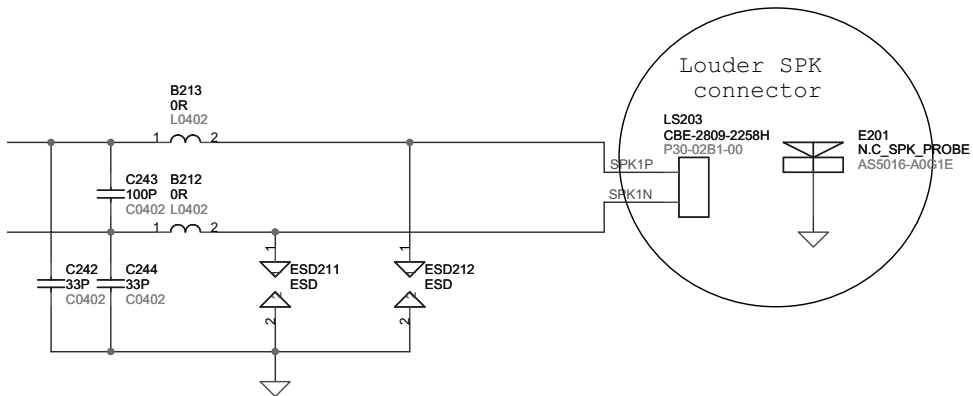 Louder SPK
connector
B213
0R
L0402
1
2
LS203
CBE-2809-2258H
P30-02B1-00
E201
N.C_SPK_PROBE
AS5016-A0G1E
SPK1P
C243
100P
C0402
B212
0R
L0402
SPK1N
1
2
1
1
C242
33P
C0402
C244
33P
C0402
ESD211
ESD
ESD212
ESD
2
2